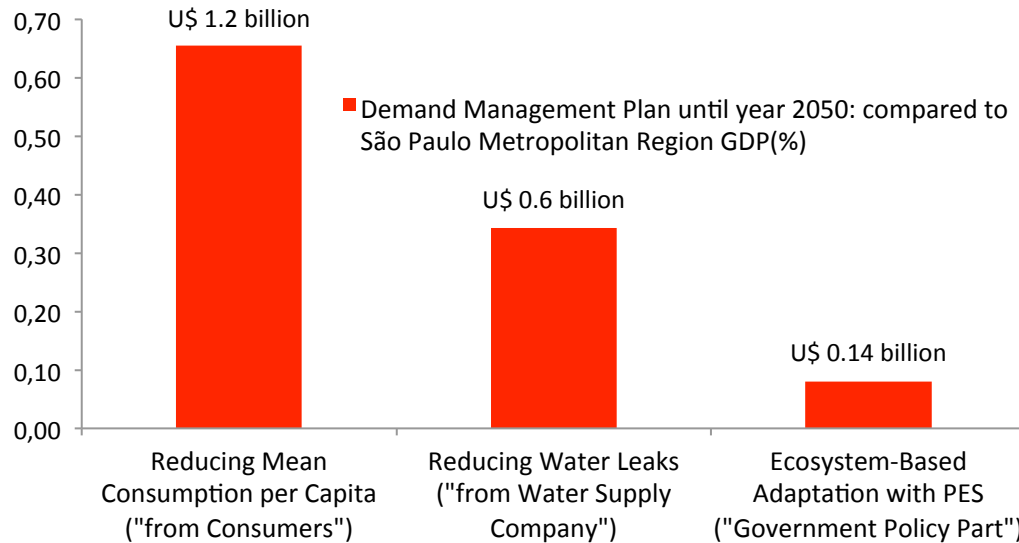 0,70
0,60
0,50
0,40
0,30
0,20
0,10
0,00
U$ 1.2 billion
Demand Management Plan until year 2050: compared to
São Paulo Metropolitan Region GDP(%)
U$ 0.6 billion
U$ 0.14 billion
Reducing Mean
Consumption per Capita
("from Consumers")
Reducing Water Leaks
("from Water Supply
Company")
Ecosystem-Based
Adaptation with PES
("Government Policy Part")